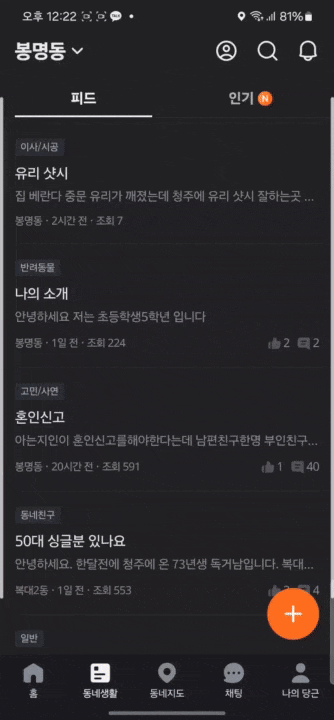 오후 12:22
81%
봉명동
피드
인기 N
이사/시공
유리 샷시
집 베란다 중문 유리가 깨졌는데 청주에 유리 샷시 잘하는곳 ...
봉명동 · 2시간 전 · 조회 7
반려동물
나의 소개
안녕하세요 저는 초등학생5학년 입니다
봉명동 · 1일 전 · 조회 224
2 2
고민/사연
혼인신고
아는지인이 혼인신고를해야한다는데 남편친구한명 부인친구...
봉명동 · 20시간 전 · 조회 591
1 40
동네친구
50대 싱글분 있나요
안녕하세요. 한달전에 청주에 온 73년생 독거남입니다. 복대...
복대2동 · 1일 전 · 조회 553
4
일반
홈
동네생활
동네지도
채팅
나의 당근